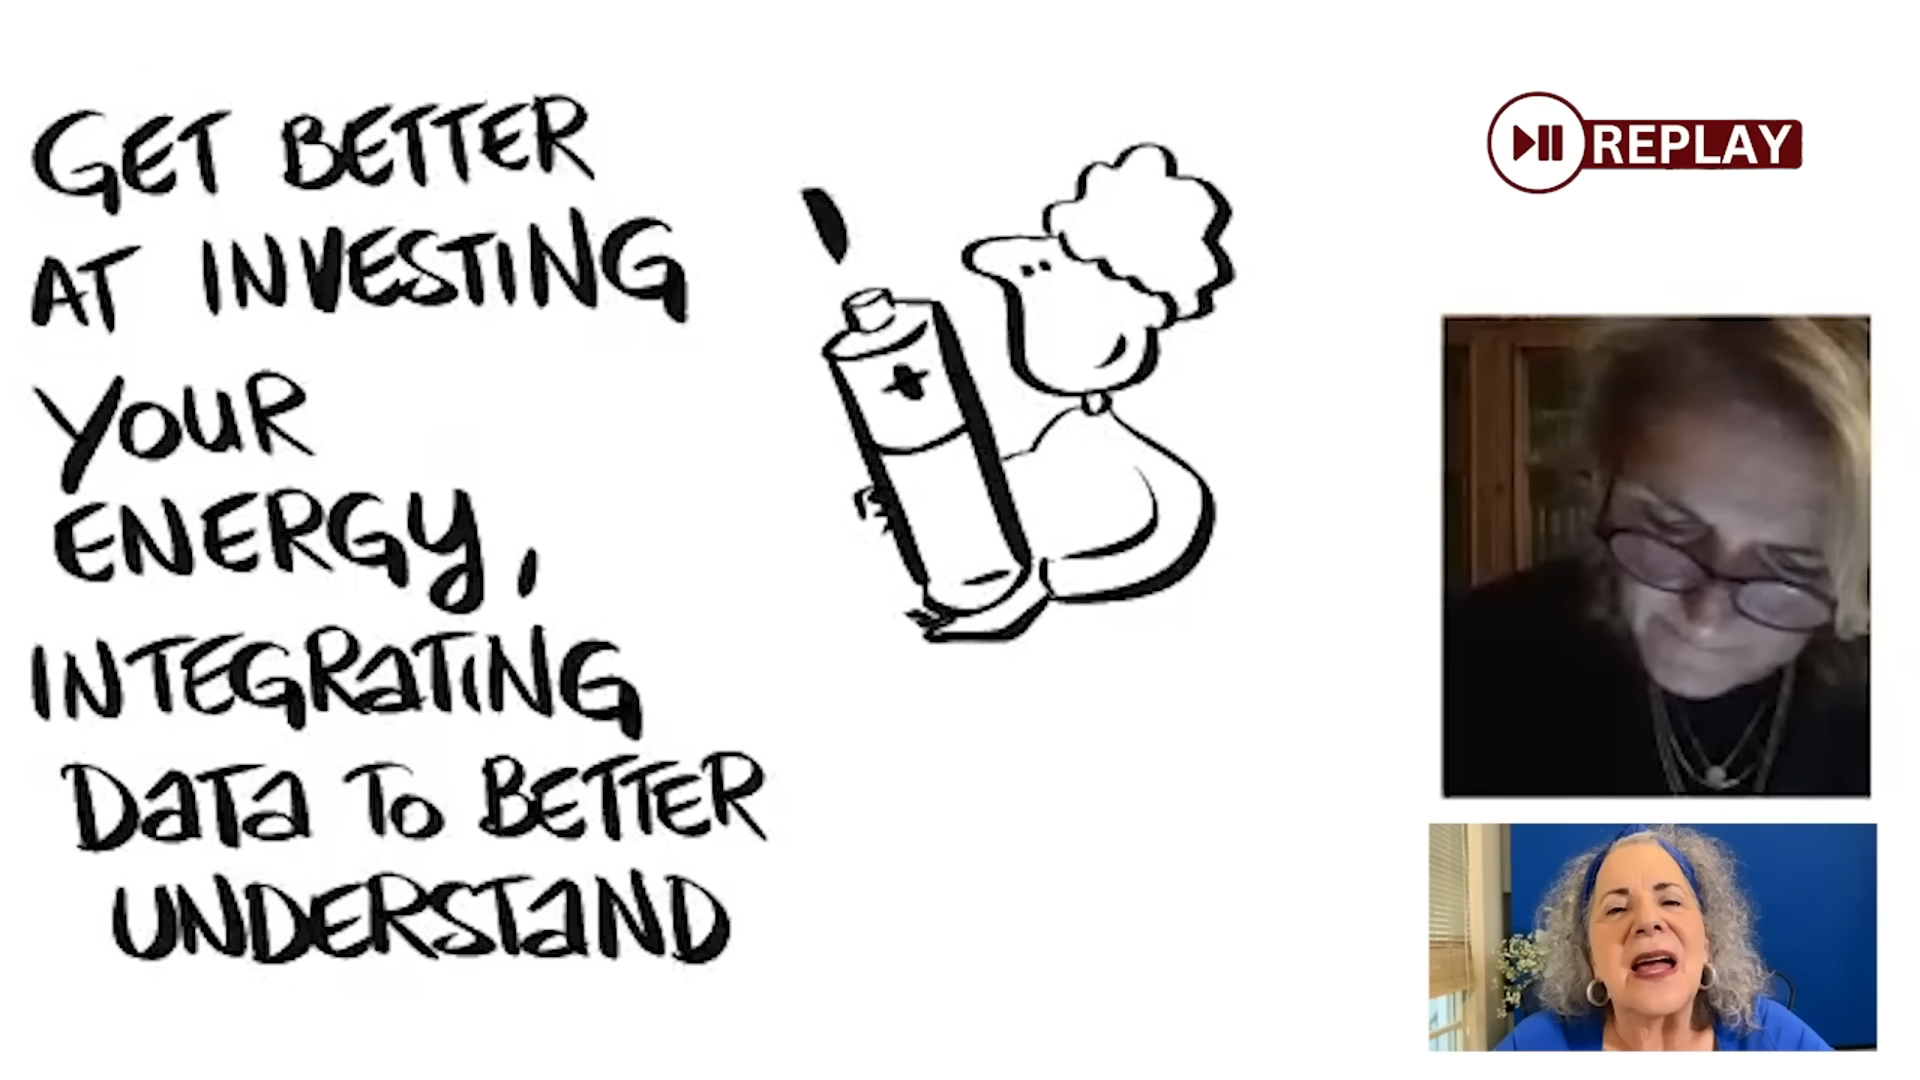 GET BETTER
AT INVESTING
YOUR
ENERGY,
INTEGRATING
DATA TO BETTER
UNDERSTAND
+
REPLAY